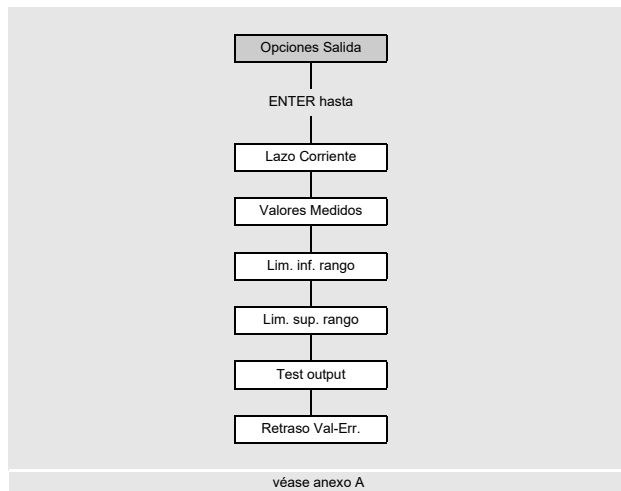 Opciones Salida
ENTER hasta
Lazo Corriente
Valores Medidos
Lim. inf. rango
Lim. sup. rango
Test output
Retraso Val-Err.
véase anexo A